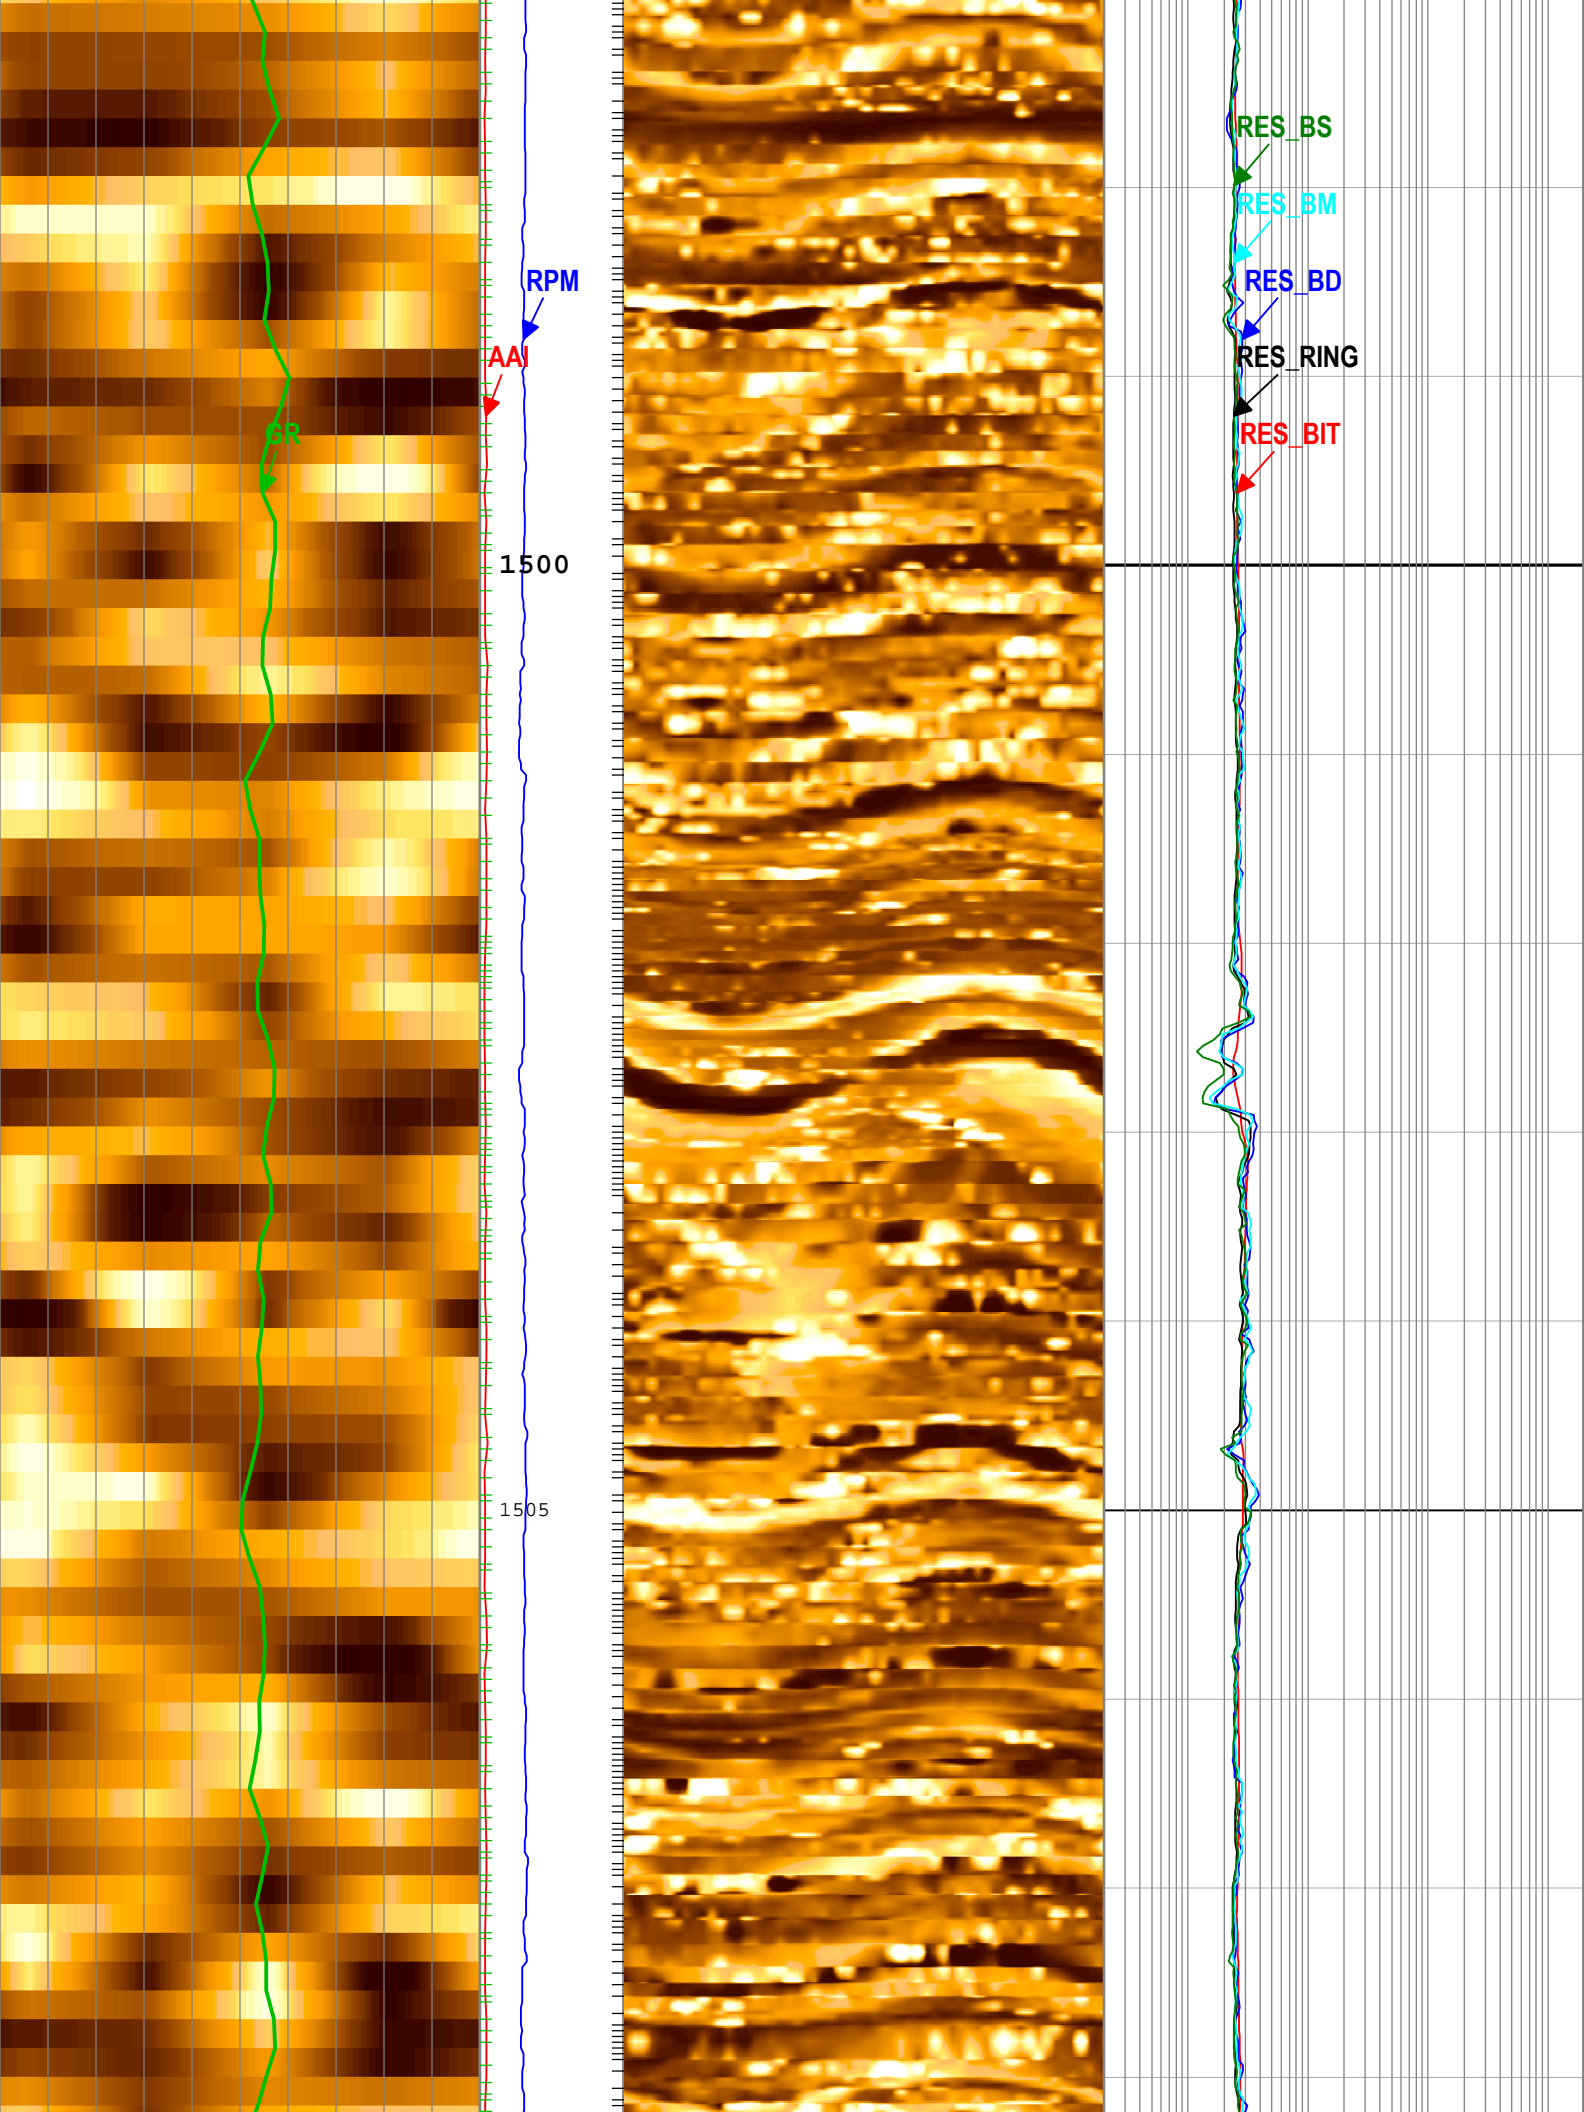 RES_BS
RES_BM
RPM
RES_BD
AAI
RES_RING
GR
RES_BIT
1500
1505